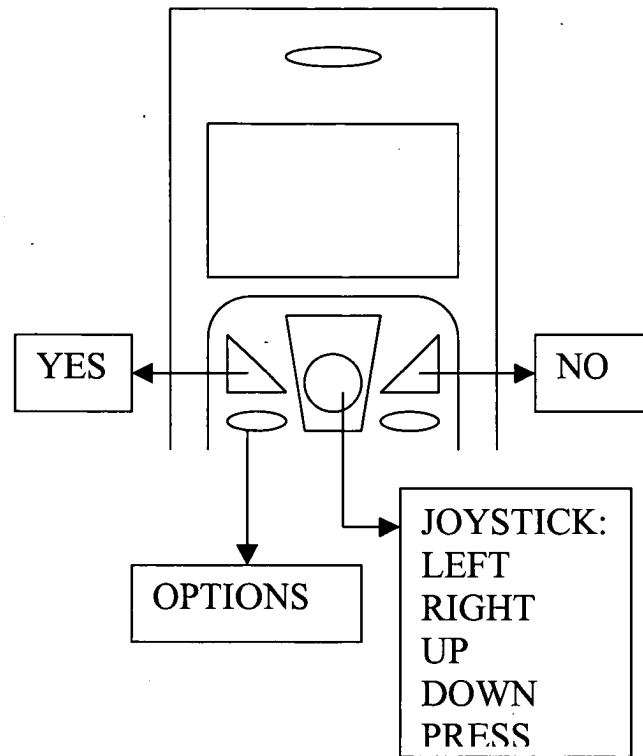 YES
NO
OPTIONS
JOYSTICK:
LEFT
RIGHT
UP
DOWN
PRESS